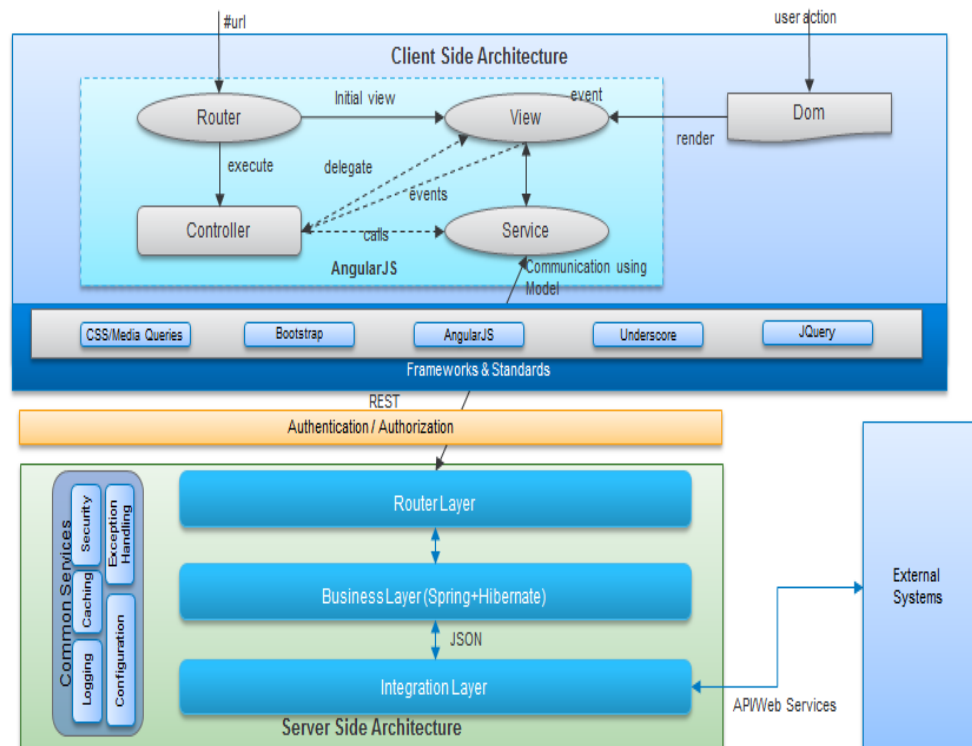 #url
user action
Client Side Architecture
Router
Initial view
View
event
Dom
render
execute
delegate
events
Controller
calls
Service
AngularJS
Communication using
Model
CSS/Media Queries
Bootstrap
AngularJS
Underscore
JQuery
Frameworks & Standards
REST
Authentication / Authorization
Common Services
Security
Exception
Handling
Caching
Configuration
Logging
Router Layer
Business Layer (Spring+Hibernate)
JSON
Integration Layer
Server Side Architecture
API/Web Services
External
Systems